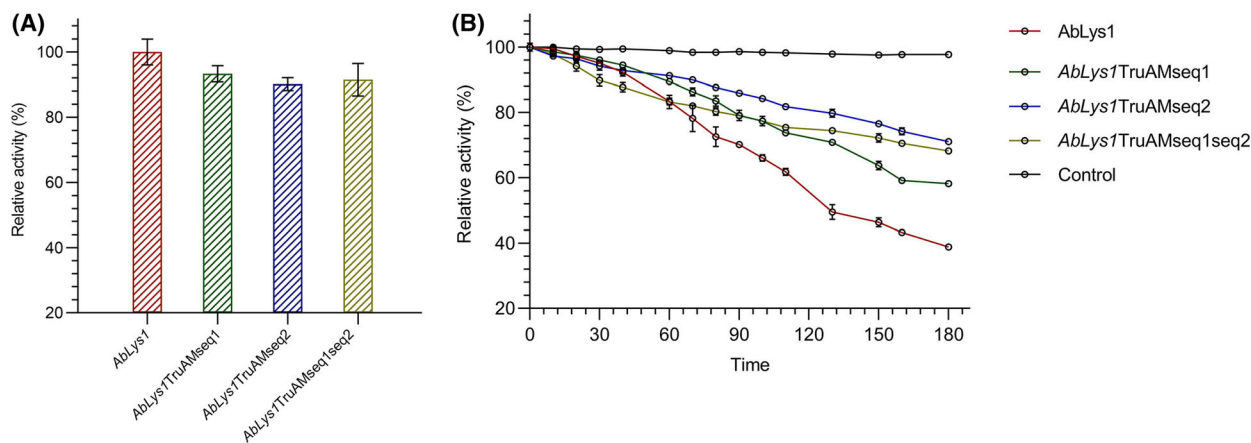 (A)
Relative activity (%)
100
80
60
40
20
AbLys1
AbLys1TruAMseq1
AbLys1TruAMseq2
AbLys1TruAMseq1seq2
(B)
Relative activity (%)
100
80
60
40
20
0 30 60 90 120 150 180
Time
AbLys1
AbLys1TruAMseq1
AbLys1TruAMseq2
AbLys1TruAMseq1seq2
Control